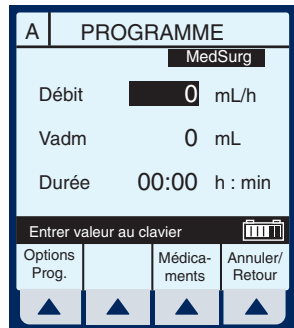 A PROGRAMME
MedSurg
Débit 0 mL/h
Vadm 0 mL
Durée 00:00 h : min
Entrer valeur au clavier
Options Prog.
Médica-
ments
Annuler/
Retour